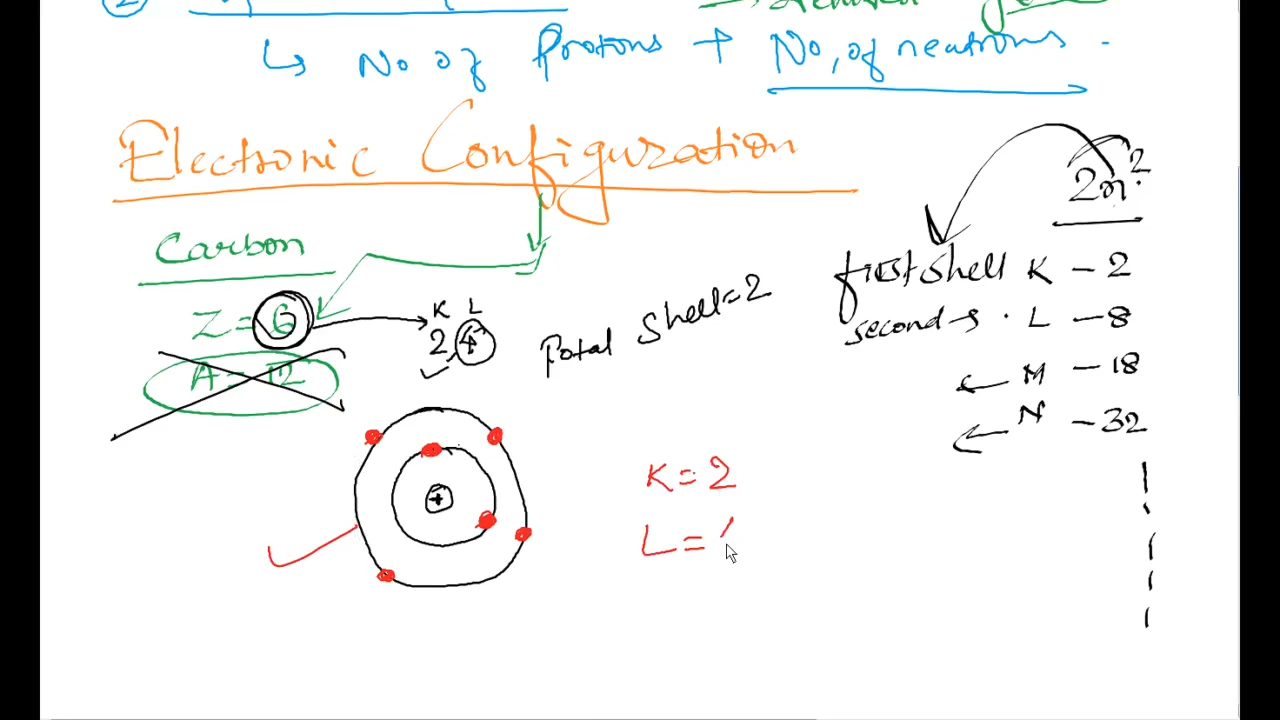 ②
↳ No of Protons + No, of neutrons.
Electronic Configuration
2n²
Carbon
first shell K - 2
Z = 6
K L
2 4
Total Shell = 2
second → . L - 8
A = 12
← M - 18
← N - 32
+
K = 2
L =